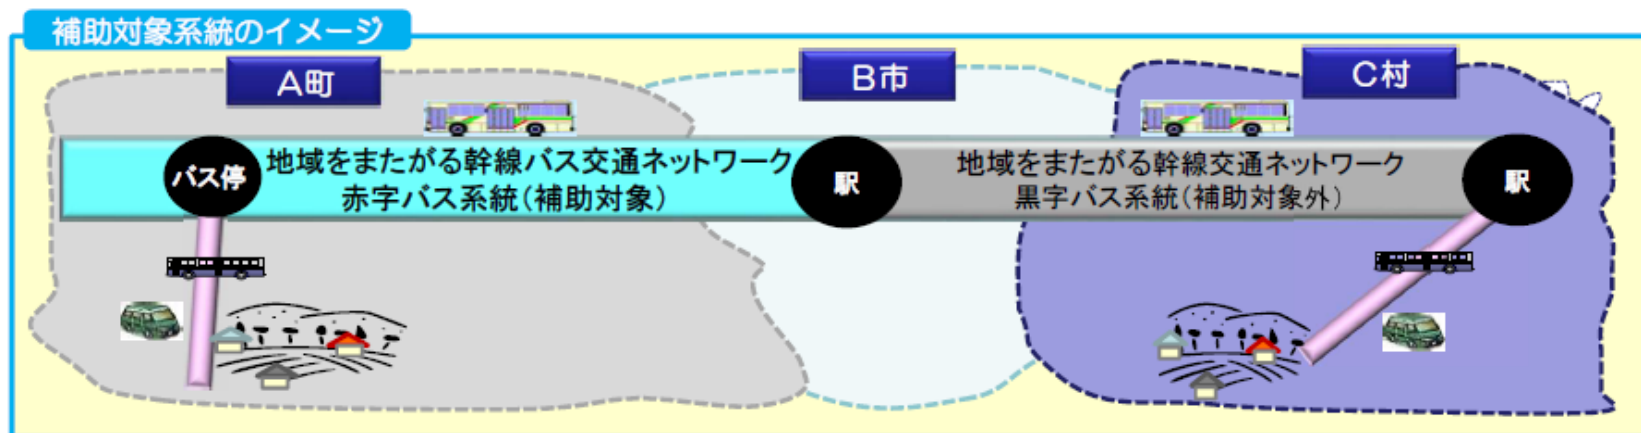 補助対象系統のイメージ
A町
B市
C村
バス停
地域をまたがる幹線バス交通ネットワーク
赤字バス系統(補助対象)
駅
地域をまたがる幹線交通ネットワーク
黒字バス系統(補助対象外)
駅